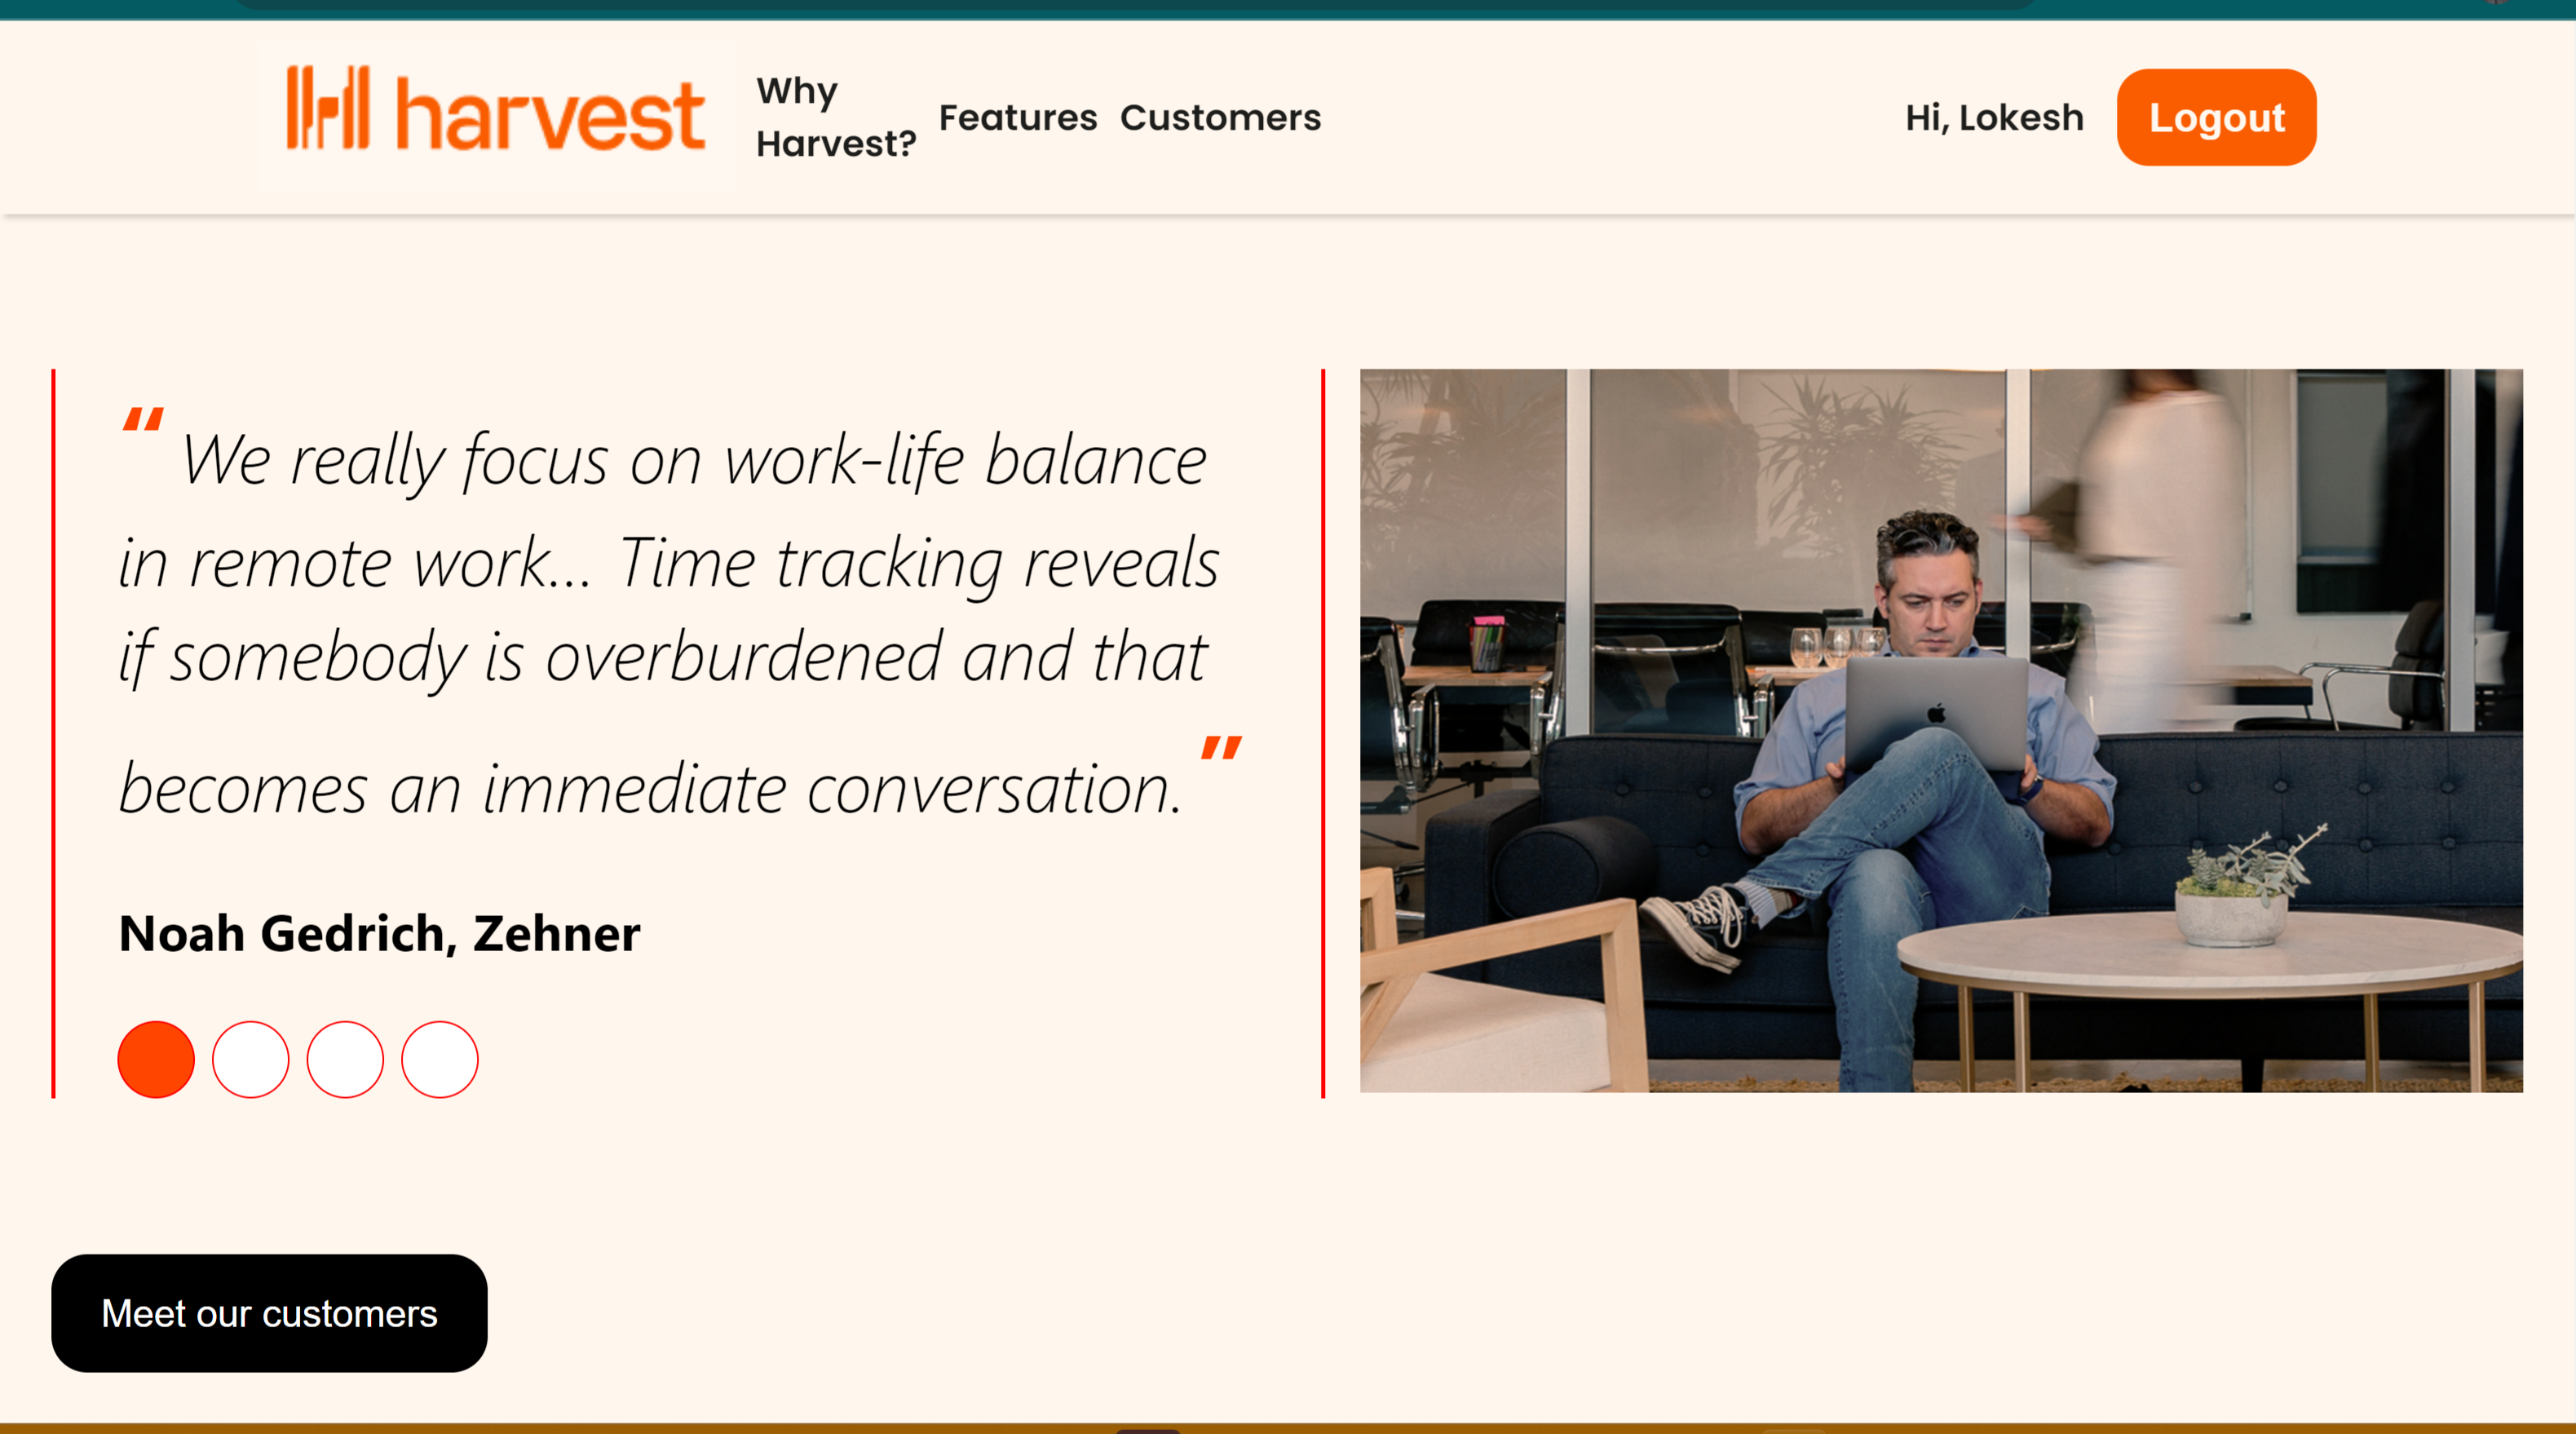 harvest
Why
Harvest?
Features
Customers
Hi, Lokesh
Logout
“ We really focus on work-life balance
in remote work... Time tracking reveals
if somebody is overburdened and that
becomes an immediate conversation. ”
Noah Gedrich, Zehner
Meet our customers